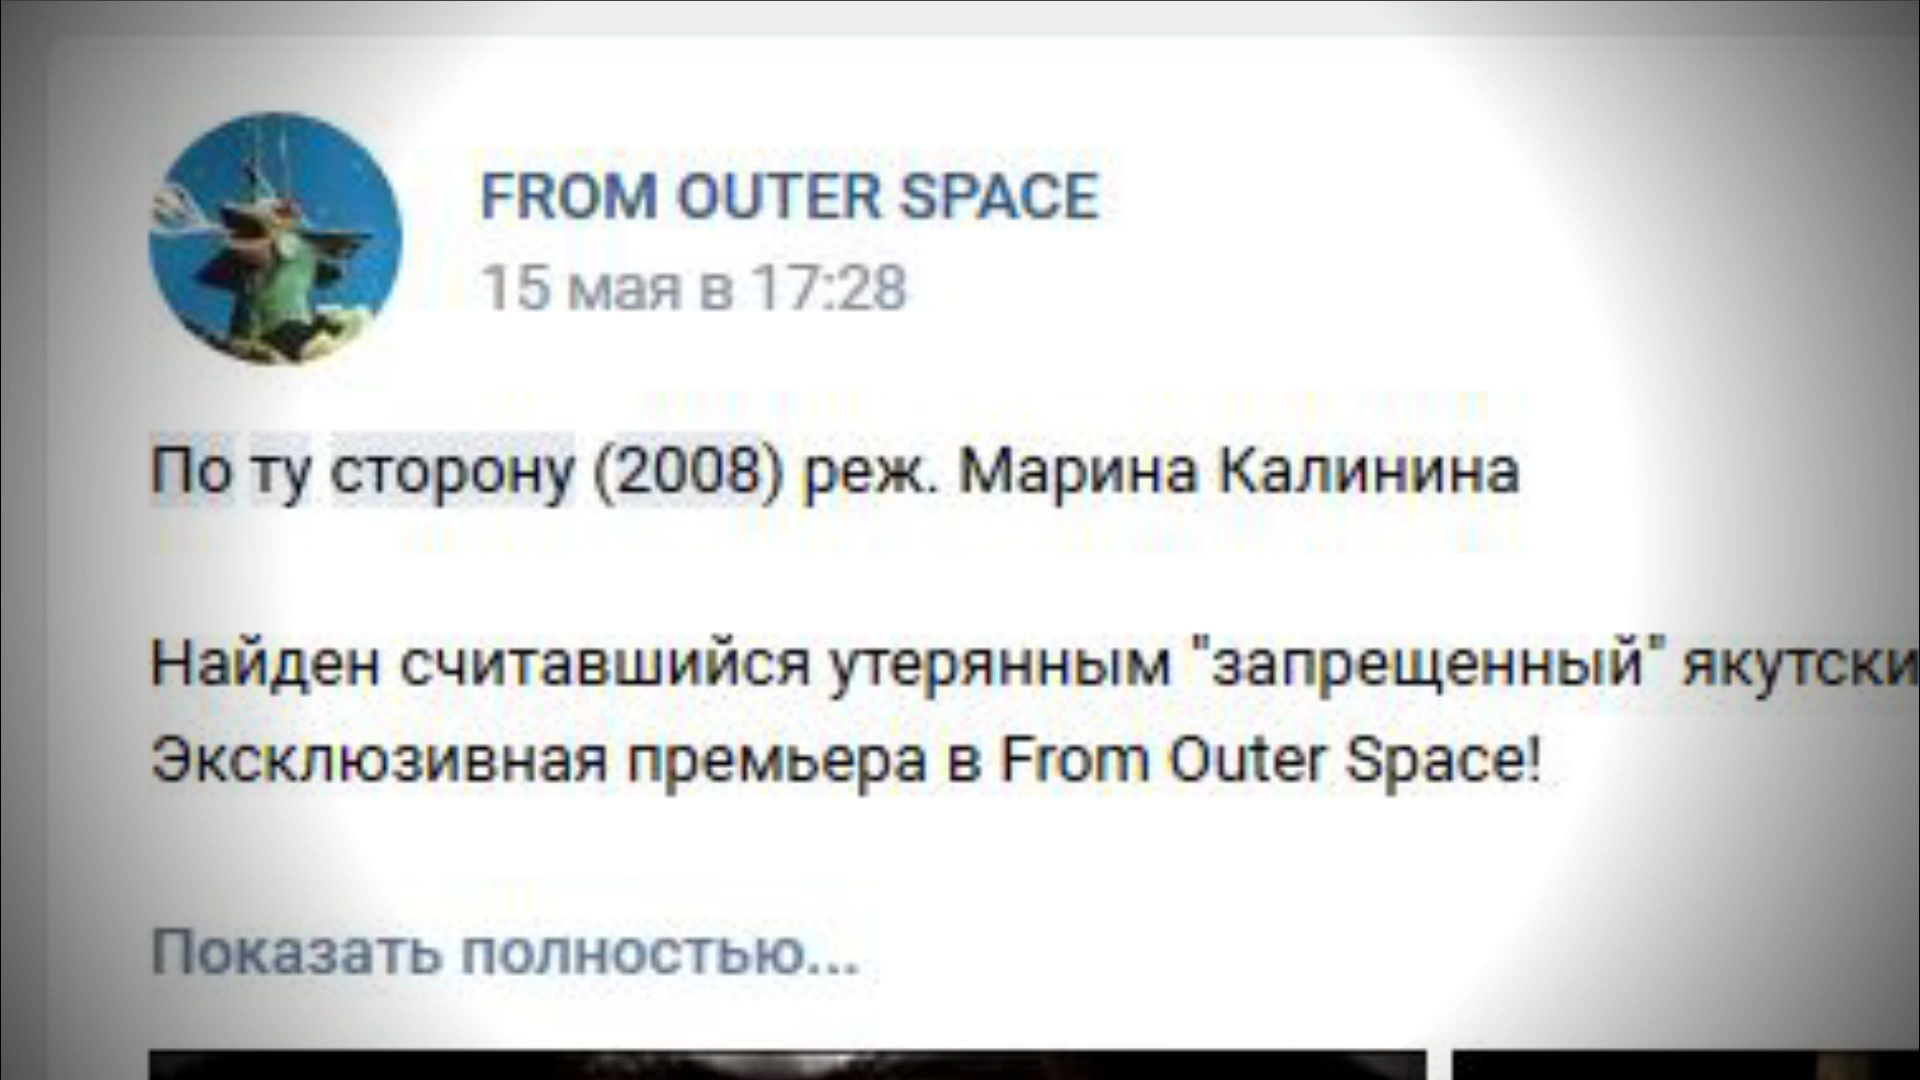 FROM OUTER SPACE
15 мая в 17:28
По ту сторону (2008) реж. Марина Калинина
Найден считавшийся утерянным "запрещенный" якутски
Эксклюзивная премьера в From Outer Space!
Показать полностью...